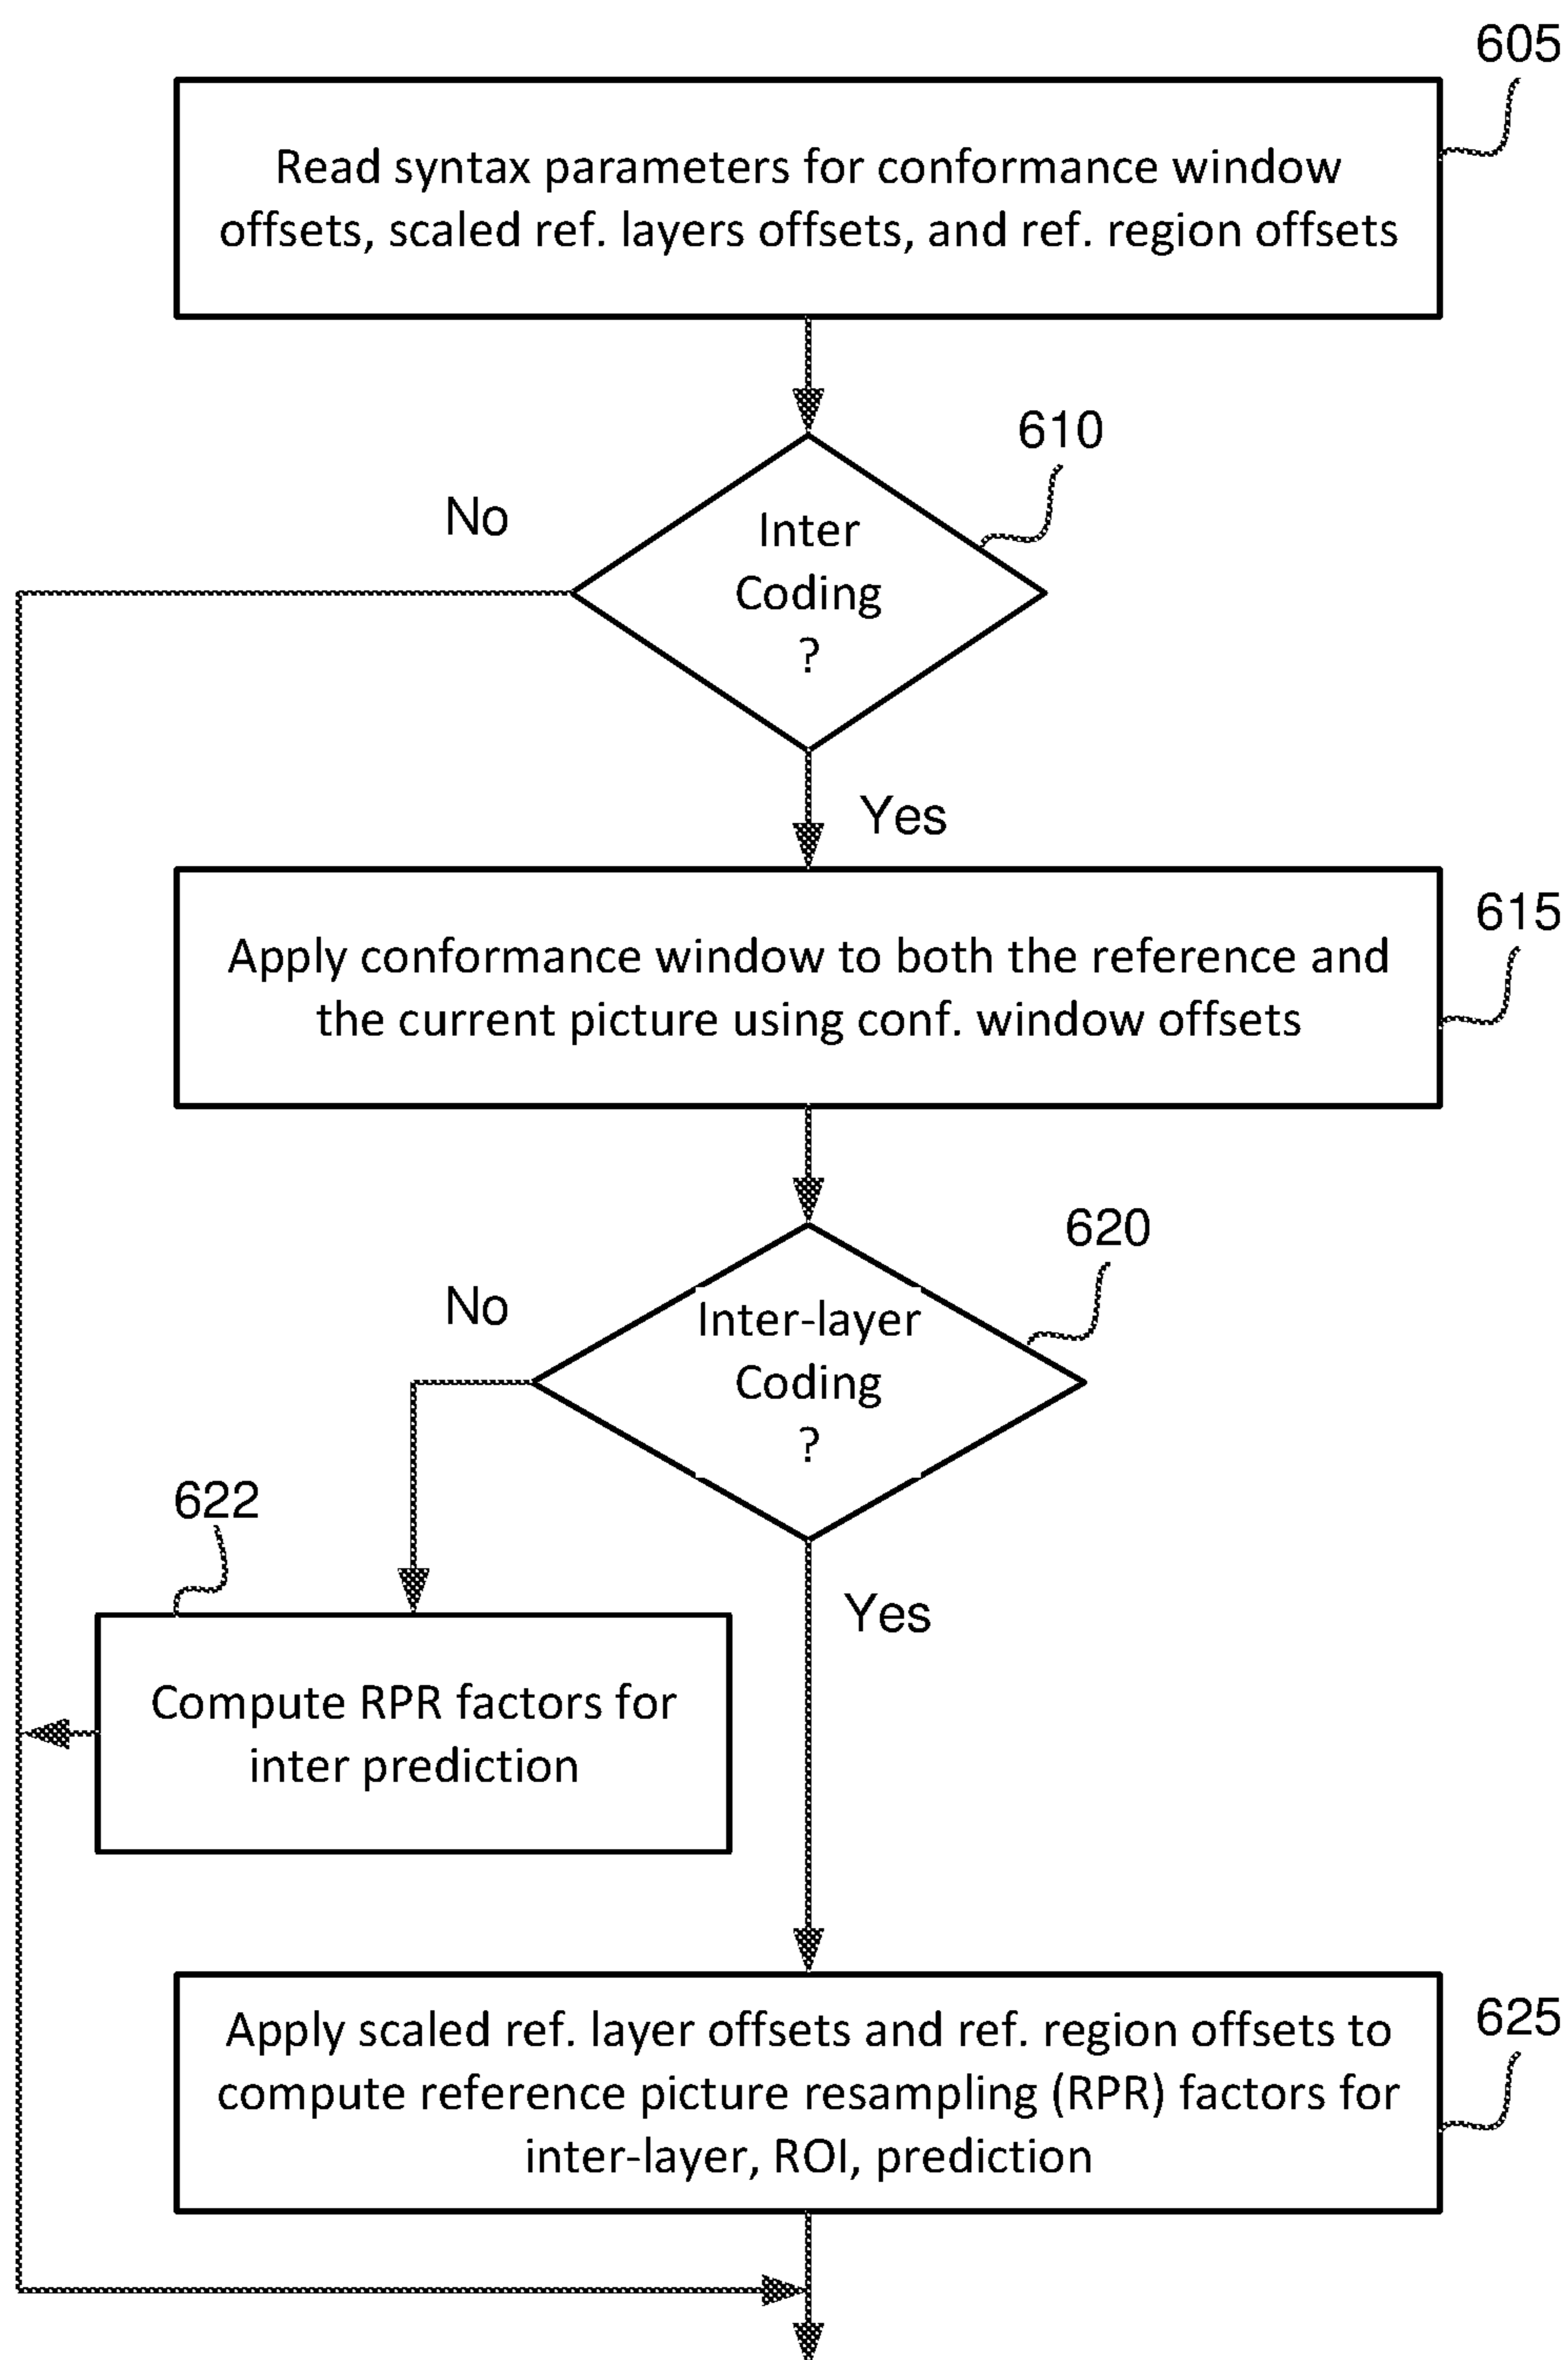 605
Read syntax parameters for conformance window
offsets, scaled ref. layers offsets, and ref. region offsets
610
No
Inter
Coding
?
Yes
615
Apply conformance window to both the reference and
the current picture using conf. window offsets
620
No
Inter-layer
Coding
?
622
Yes
Compute RPR factors for
inter prediction
625
Apply scaled ref. layer offsets and ref. region offsets to
compute reference picture resampling (RPR) factors for
inter-layer, ROI, prediction